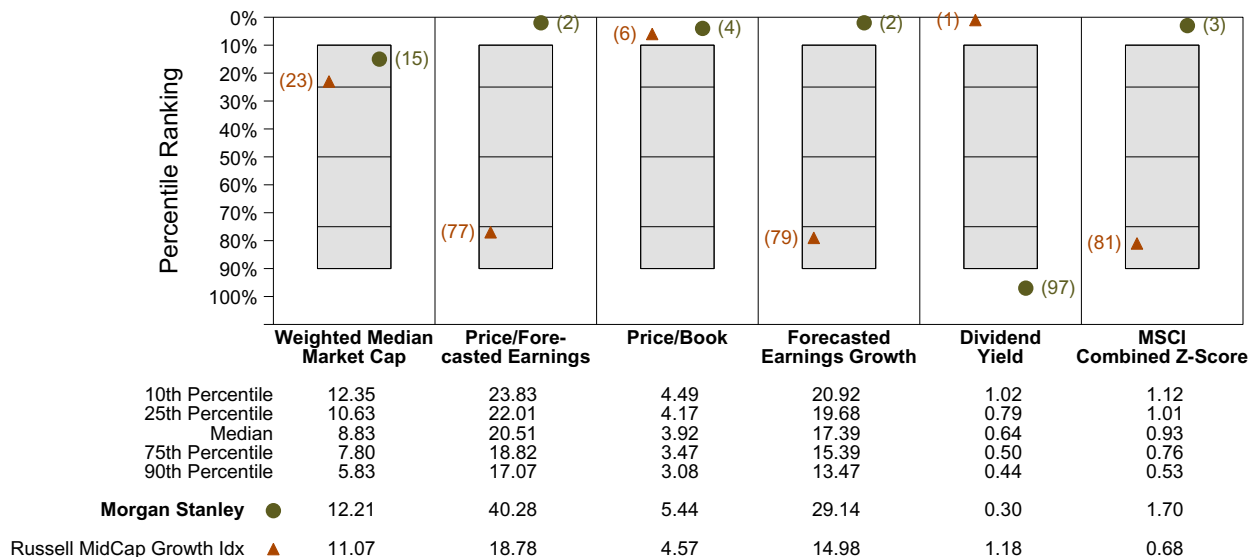 Percentile Ranking
0%
10%
20%
30%
40%
50%
60%
70%
80%
90%
100%
(23) (15)
(77) (2)
(6) (4)
(79) (2)
(1) (97)
(81) (3)
Weighted Median
Market Cap
Price/Fore-
casted Earnings
Price/Book
Forecasted
Earnings Growth
Dividend
Yield
MSCI
Combined Z-Score
10th Percentile 12.35 23.83 4.49 20.92 1.02 1.12
25th Percentile 10.63 22.01 4.17 19.68 0.79 1.01
Median 8.83 20.51 3.92 17.39 0.64 0.93
75th Percentile 7.80 18.82 3.47 15.39 0.50 0.76
90th Percentile 5.83 17.07 3.08 13.47 0.44 0.53
Morgan Stanley 12.21 40.28 5.44 29.14 0.30 1.70
Russell MidCap Growth Idx 11.07 18.78 4.57 14.98 1.18 0.68